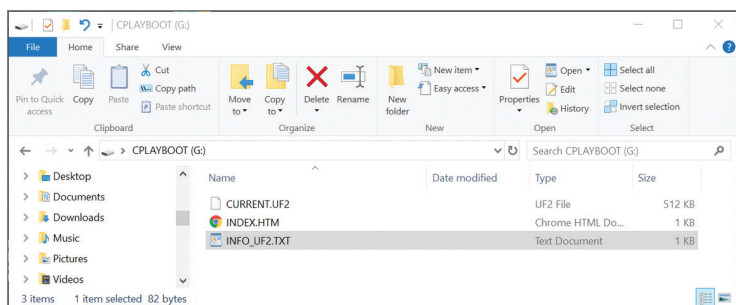 CPLAYBOOT (G:)
File Home Share View
Pin to Quick access
Copy
Paste
Cut
Copy path
Paste shortcut
Clipboard
Move to
Copy to
Delete
Rename
Organize
New folder
New item
Easy access
New
Properties
Open
Edit
History
Open
Select all
Select none
Invert selection
Select
CPLAYBOOT (G:)
Search CPLAYBOOT (G:)
Desktop
Documents
Downloads
Music
Pictures
Videos
Name Date modified Type Size
CURRENT.UF2 UF2 File 512 KB
INDEX.HTM Chrome HTML Do... 1 KB
INFO_UF2.TXT Text Document 1 KB
3 items 1 item selected 82 bytes